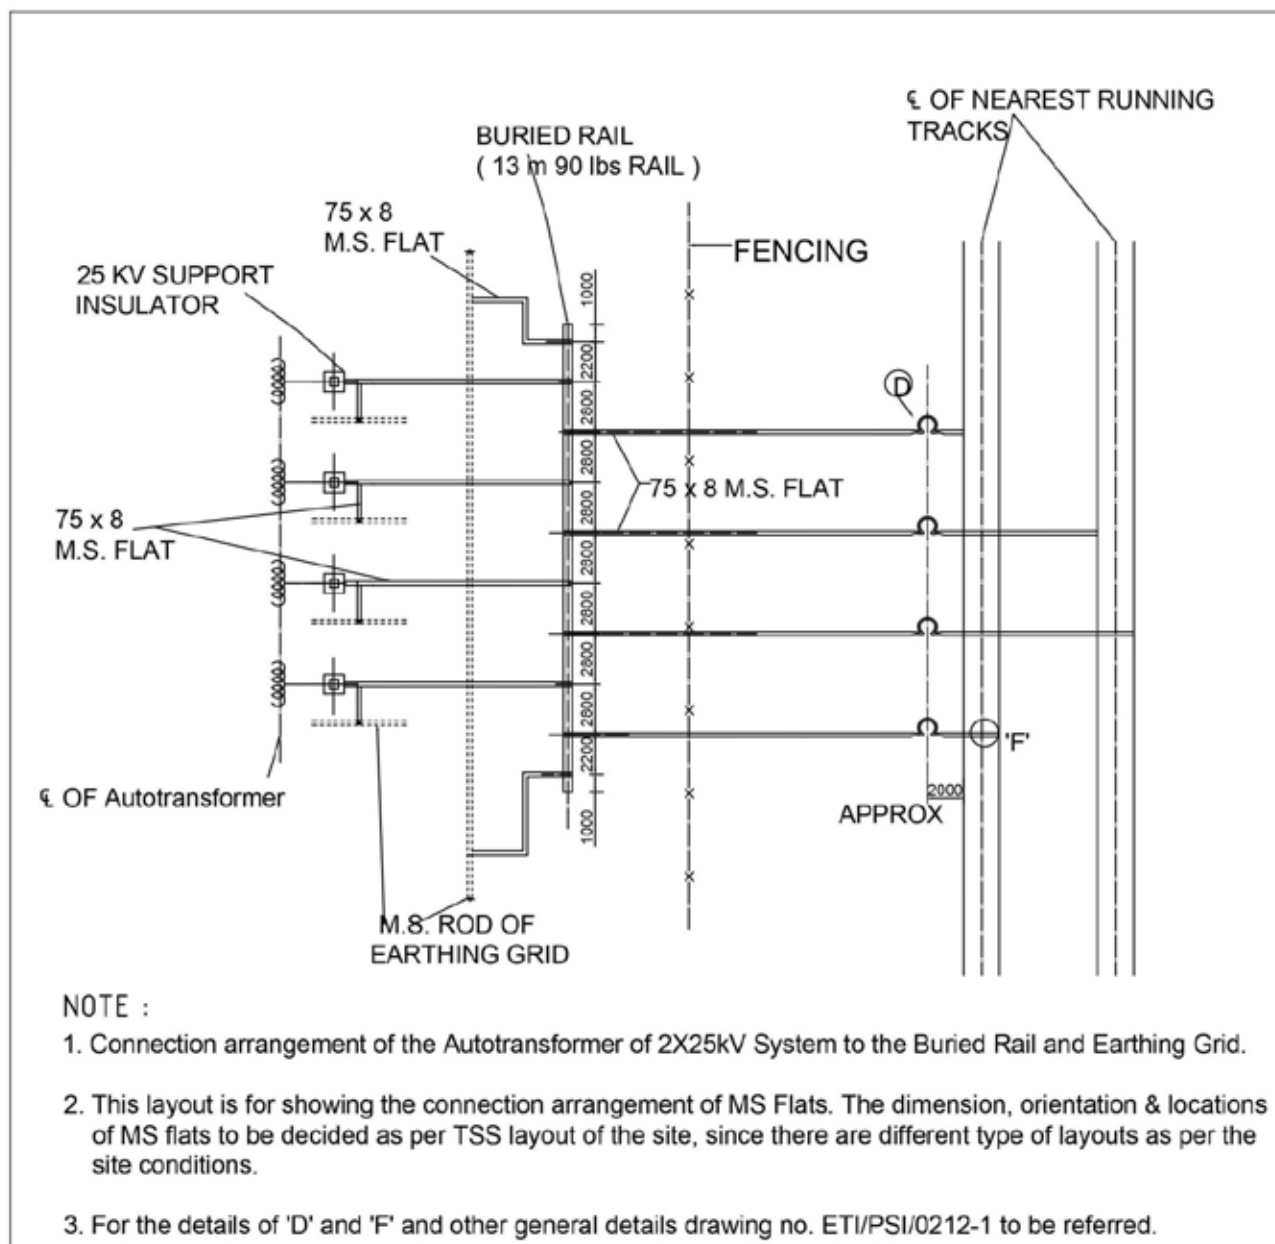 ℄ OF NEAREST RUNNING
TRACKS
BURIED RAIL
( 13 m 90 lbs RAIL )
75 x 8
M.S. FLAT
FENCING
25 KV SUPPORT
INSULATOR
1000
2200
2800
2800
2800
2800
2800
2800
2800
2200
1000
D
75 x 8 M.S. FLAT
75 x 8
M.S. FLAT
'F'
℄ OF Autotransformer
2000
APPROX
M.S. ROD OF
EARTHING GRID
NOTE :
1. Connection arrangement of the Autotransformer of 2X25kV System to the Buried Rail and Earthing Grid.
2. This layout is for showing the connection arrangement of MS Flats. The dimension, orientation & locations
of MS flats to be decided as per TSS layout of the site, since there are different type of layouts as per the
site conditions.
3. For the details of 'D' and 'F' and other general details drawing no. ETI/PSI/0212-1 to be referred.